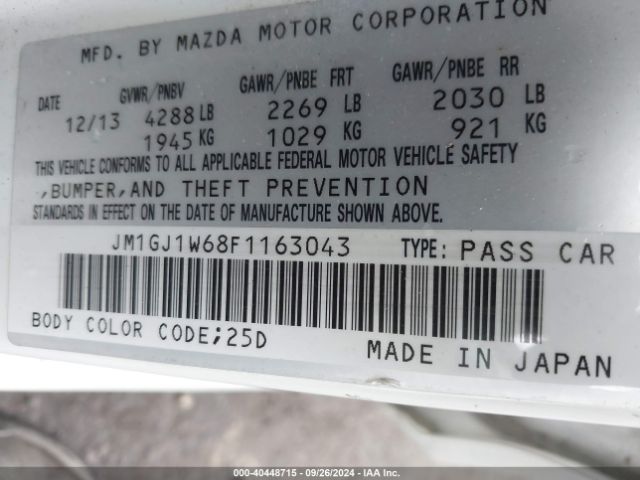 MFD. BY MAZDA MOTOR CORPORATION
DATE GVWR/PNBV GAWR/PNBE FRT GAWR/PNBE RR
12/13 4288 LB 2269 LB 2030 LB
1945 KG 1029 KG 921 KG
THIS VEHICLE CONFORMS TO ALL APPLICABLE FEDERAL MOTOR VEHICLE SAFETY
,BUMPER,AND THEFT PREVENTION
STANDARDS IN EFFECT ON THE DATE OF MANUFACTURE SHOWN ABOVE.
JM1GJ1W68F1163043 TYPE: PASS CAR
BODY COLOR CODE;25D
MADE IN JAPAN
000-40448715 - 09/26/2024 - IAA Inc.